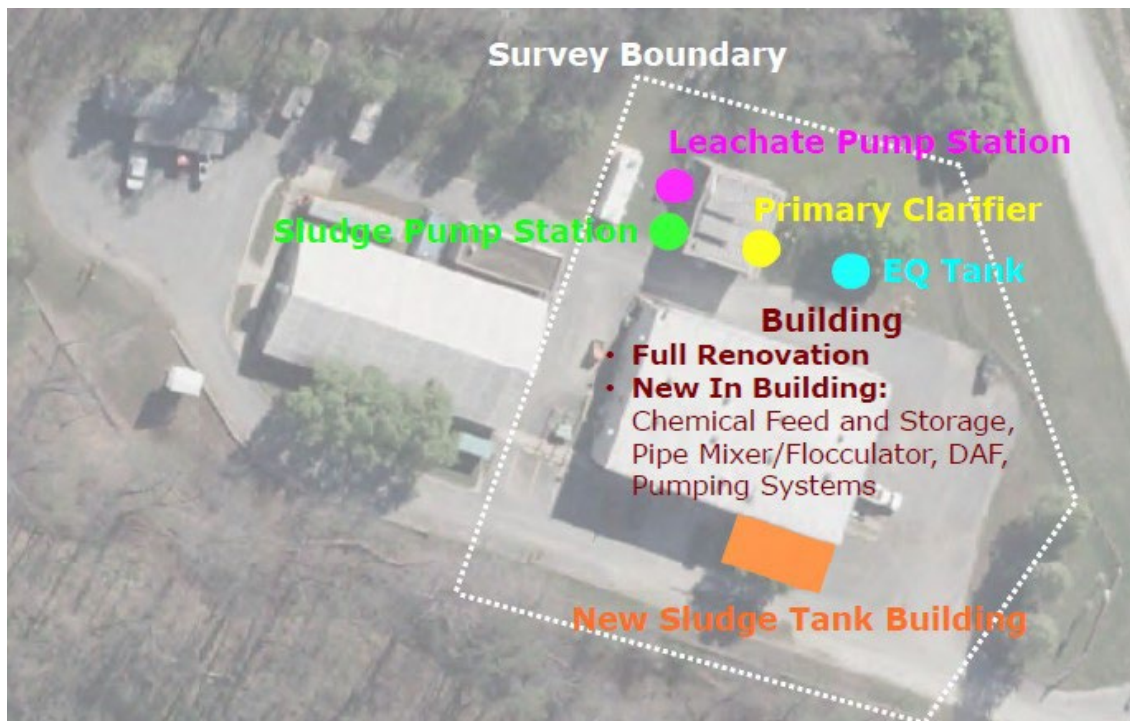 Survey Boundary
Leachate Pump Station
Primary Clarifier
Sludge Pump Station
EQ Tank
Building
• Full Renovation
• New In Building:
Chemical Feed and Storage,
Pipe Mixer/Flocculator, DAF,
Pumping Systems
New Sludge Tank Building